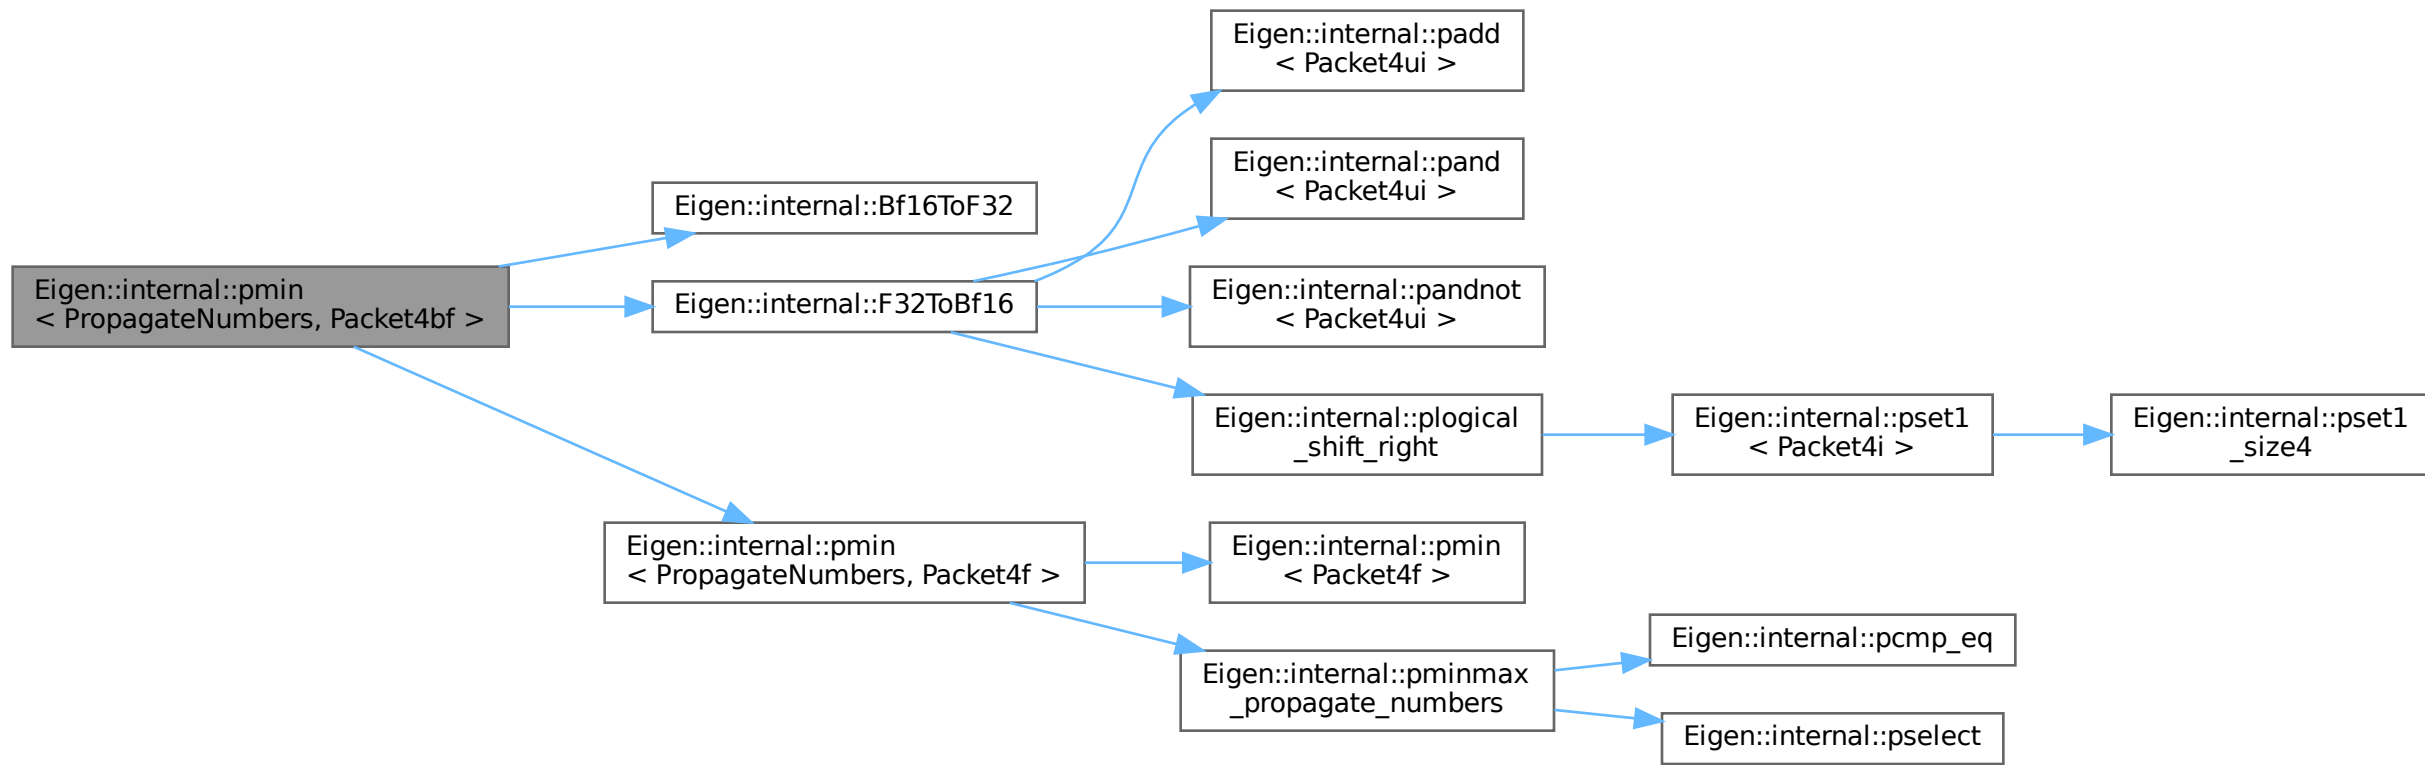 Eigen::internal::pmin
< PropagateNumbers, Packet4bf >
Eigen::internal::Bf16ToF32
Eigen::internal::F32ToBf16
Eigen::internal::padd
< Packet4ui >
Eigen::internal::pand
< Packet4ui >
Eigen::internal::pandnot
< Packet4ui >
Eigen::internal::plogical
_shift_right
Eigen::internal::pset1
< Packet4i >
Eigen::internal::pset1
_size4
Eigen::internal::pmin
< PropagateNumbers, Packet4f >
Eigen::internal::pmin
< Packet4f >
Eigen::internal::pminmax
_propagate_numbers
Eigen::internal::pcmp_eq
Eigen::internal::pselect